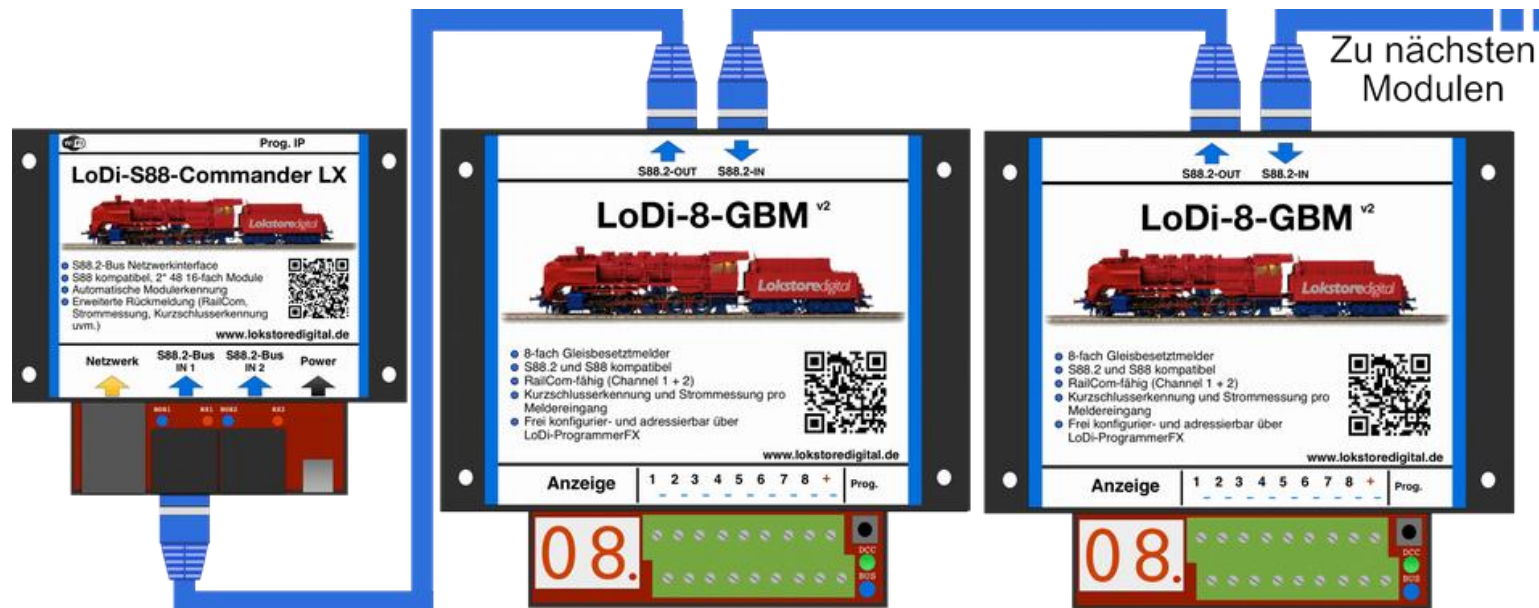 Zu nächsten
Modulen
Prog. IP
LoDi-S88-Commander LX
Lokstoredigital
S88.2-Bus Netzwerkinterface
S88 kompatibel, 2* 48 16-fach Module
Automatische Modulerkennung
Erweiterte Rückmeldung (RailCom,
Strommessung, Kurzschlusserkennung
uvm.)
www.lokstoredigital.de
Netzwerk
S88.2-Bus
IN 1
S88.2-Bus
IN 2
Power
BUS1 RX1 BUS2 RX2
S88.2-OUT S88.2-IN
LoDi-8-GBM v2
Lokstoredigital
8-fach Gleisbesetztmelder
S88.2 und S88 kompatibel
RailCom-fähig (Channel 1 + 2)
Kurzschlusserkennung und Strommessung pro
Meldereingang
Frei konfigurier- und adressierbar über
LoDi-ProgrammerFX
www.lokstoredigital.de
Anzeige 1 2 3 4 5 6 7 8 + Prog.
- - - - - - - - -
08.
DCC
BUS
S88.2-OUT S88.2-IN
LoDi-8-GBM v2
Lokstoredigital
8-fach Gleisbesetztmelder
S88.2 und S88 kompatibel
RailCom-fähig (Channel 1 + 2)
Kurzschlusserkennung und Strommessung pro
Meldereingang
Frei konfigurier- und adressierbar über
LoDi-ProgrammerFX
www.lokstoredigital.de
Anzeige 1 2 3 4 5 6 7 8 + Prog.
- - - - - - - - -
08.
DCC
BUS